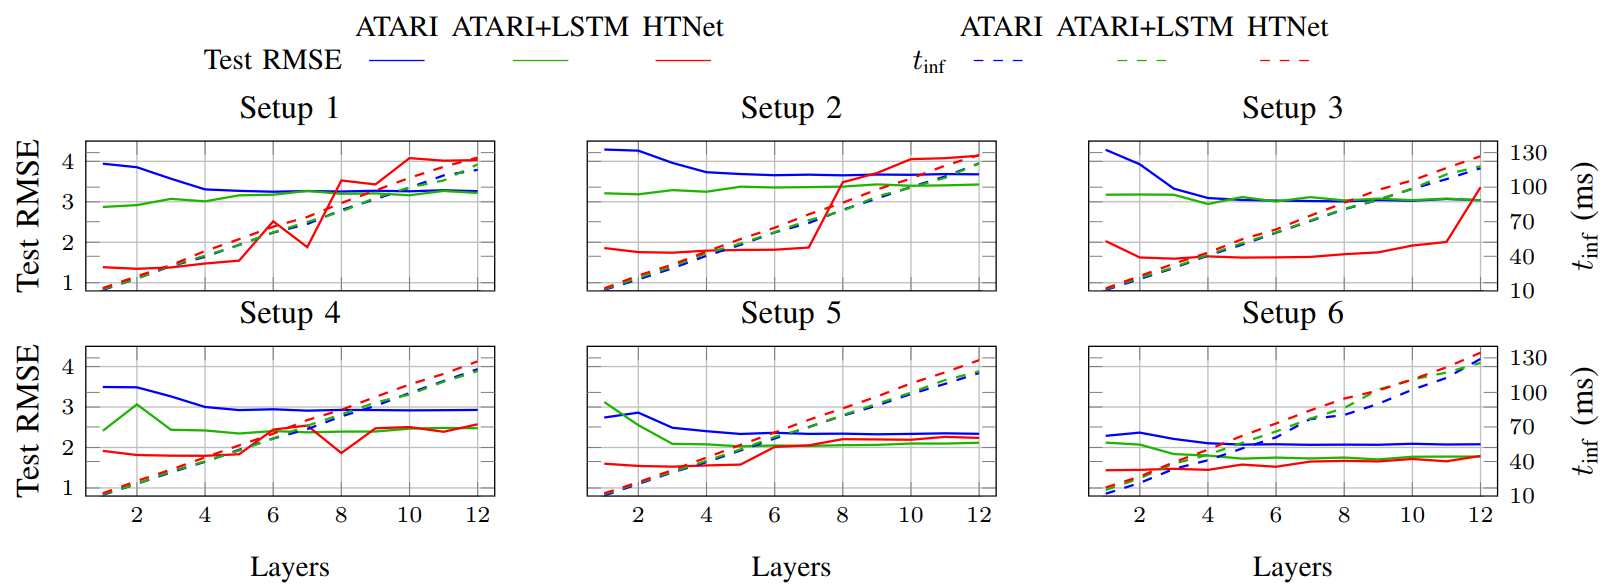 ATARI ATARI+LSTM HTNet ATARI ATARI+LSTM HTNet
Test RMSE t_inf
Setup 1 Setup 2 Setup 3
Test RMSE
4
3
2
1
130
100
70
40
10
t_inf (ms)
Setup 4 Setup 5 Setup 6
Test RMSE
4
3
2
1
130
100
70
40
10
t_inf (ms)
2 4 6 8 10 12 2 4 6 8 10 12 2 4 6 8 10 12
Layers Layers Layers